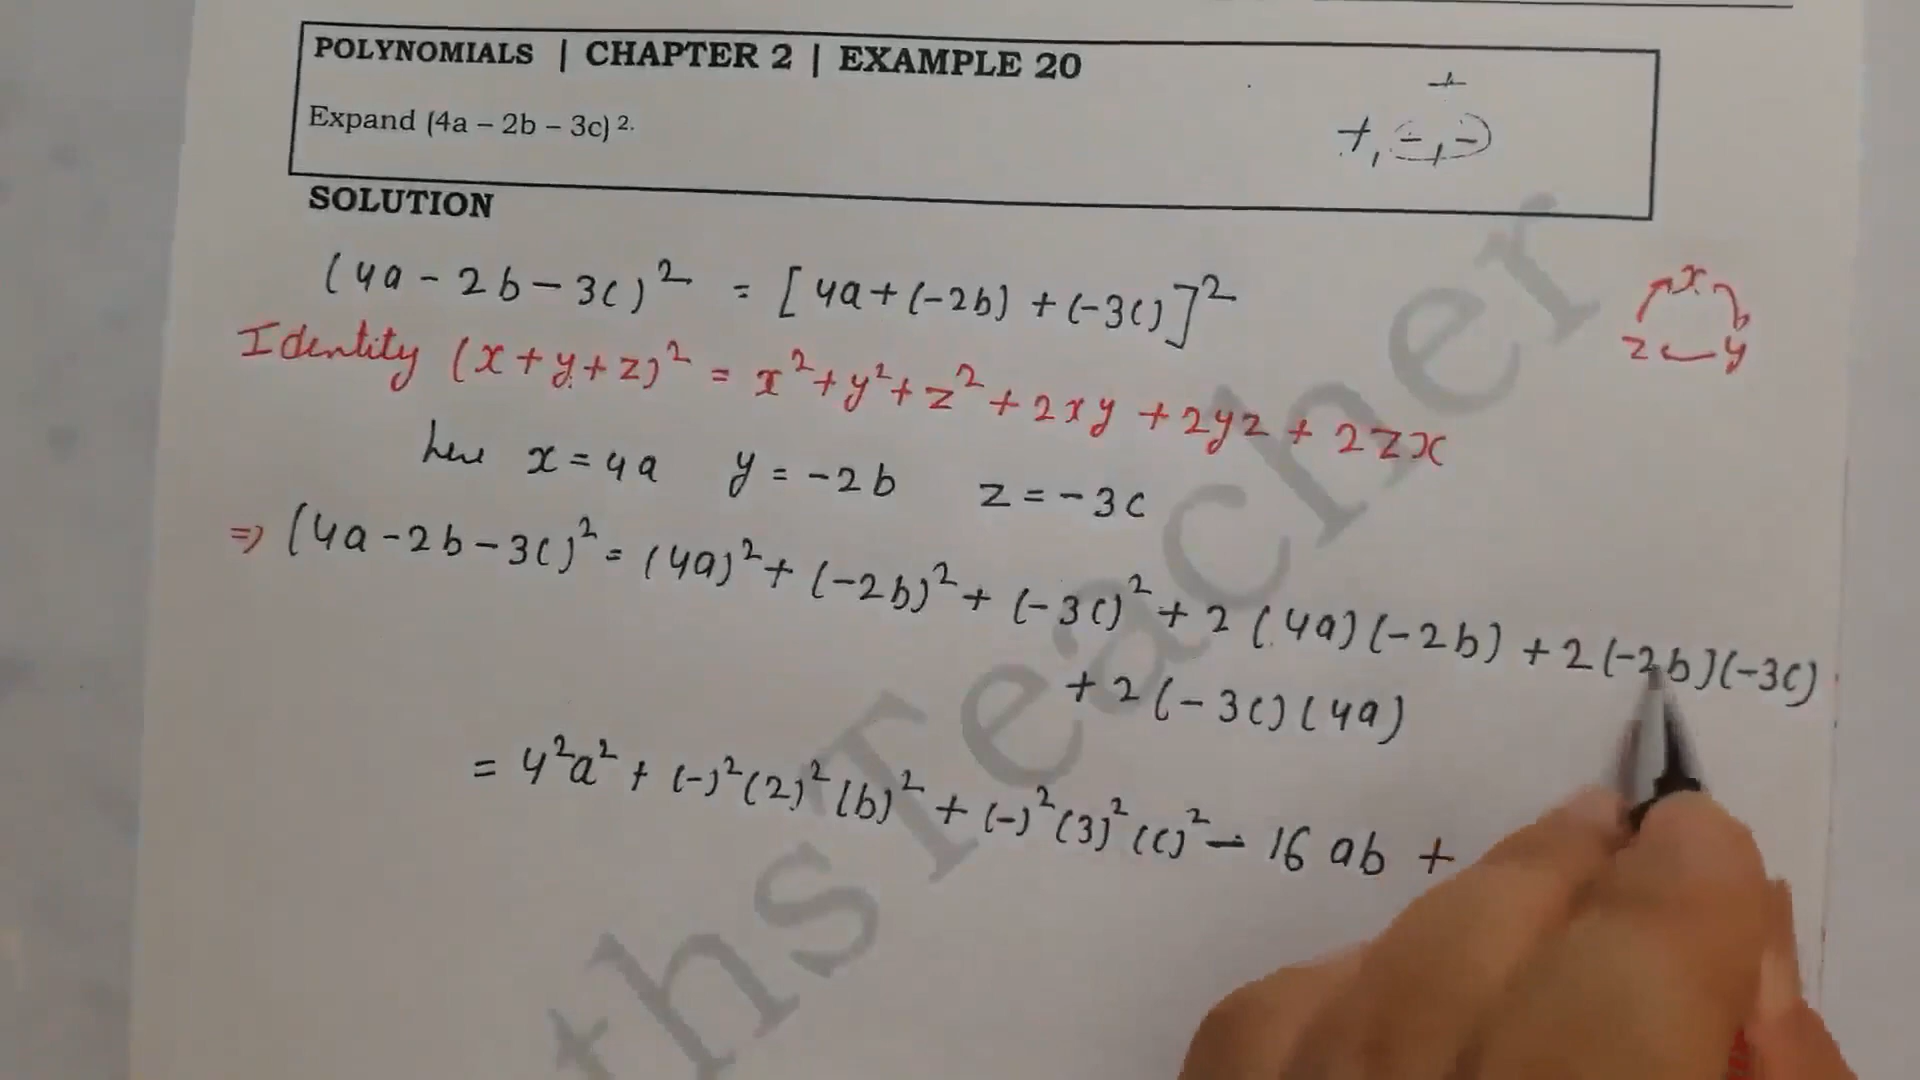 POLYNOMIALS | CHAPTER 2 | EXAMPLE 20
Expand (4a – 2b – 3c) 2.
+
+, -, -
SOLUTION
(4a - 2b - 3c)² = [4a + (-2b) + (-3c)]²
x
z y
Identity (x + y + z)² = x² + y² + z² + 2xy + 2yz + 2zx
here x = 4a y = -2b z = -3c
⇒ (4a - 2b - 3c)² = (4a)² + (-2b)² + (-3c)² + 2(4a)(-2b) + 2(-2b)(-3c)
+ 2(-3c)(4a)
= 4²a² + (-)²(2)²(b)² + (-)²(3)²(c)² - 16ab +
thsTeacher